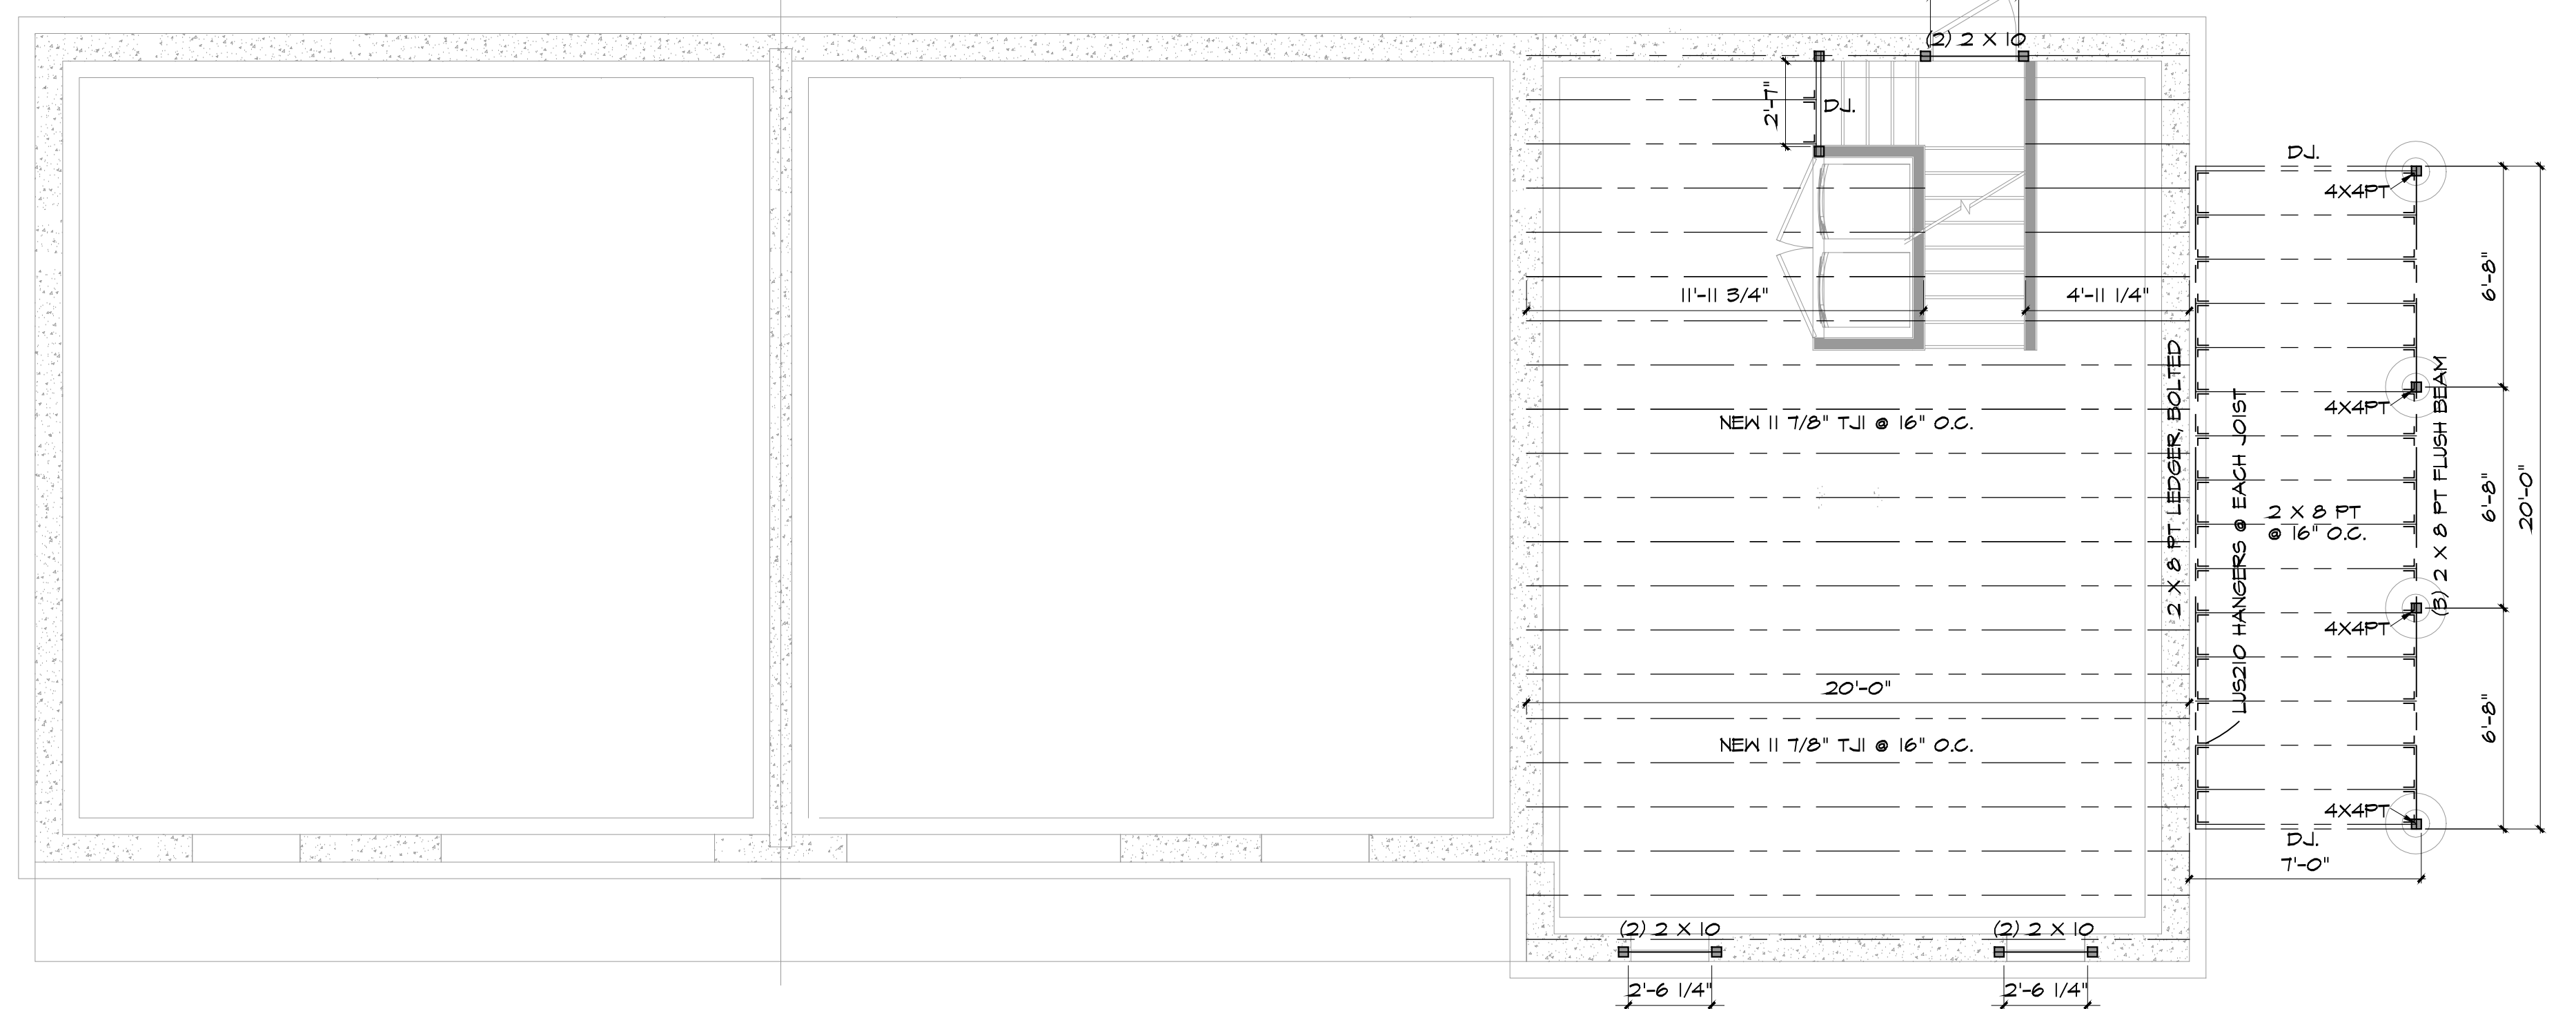 (2) 2 X 10
2'-7"
D.J.
D.J.
4X4PT
6'-8"
11'-11 3/4"
4'-11 1/4"
2 X 8 PT LEDGER, BOLTED
LUS210 HANGERS @ EACH JOIST
4X4PT
(3) 2 X 8 PT FLUSH BEAM
NEW 11 7/8" TJI @ 16" O.C.
2 X 8 PT
@ 16" O.C.
6'-8"
20'-0"
4X4PT
20'-0"
6'-8"
NEW 11 7/8" TJI @ 16" O.C.
4X4PT
D.J.
7'-0"
(2) 2 X 10
(2) 2 X 10
2'-6 1/4"
2'-6 1/4"